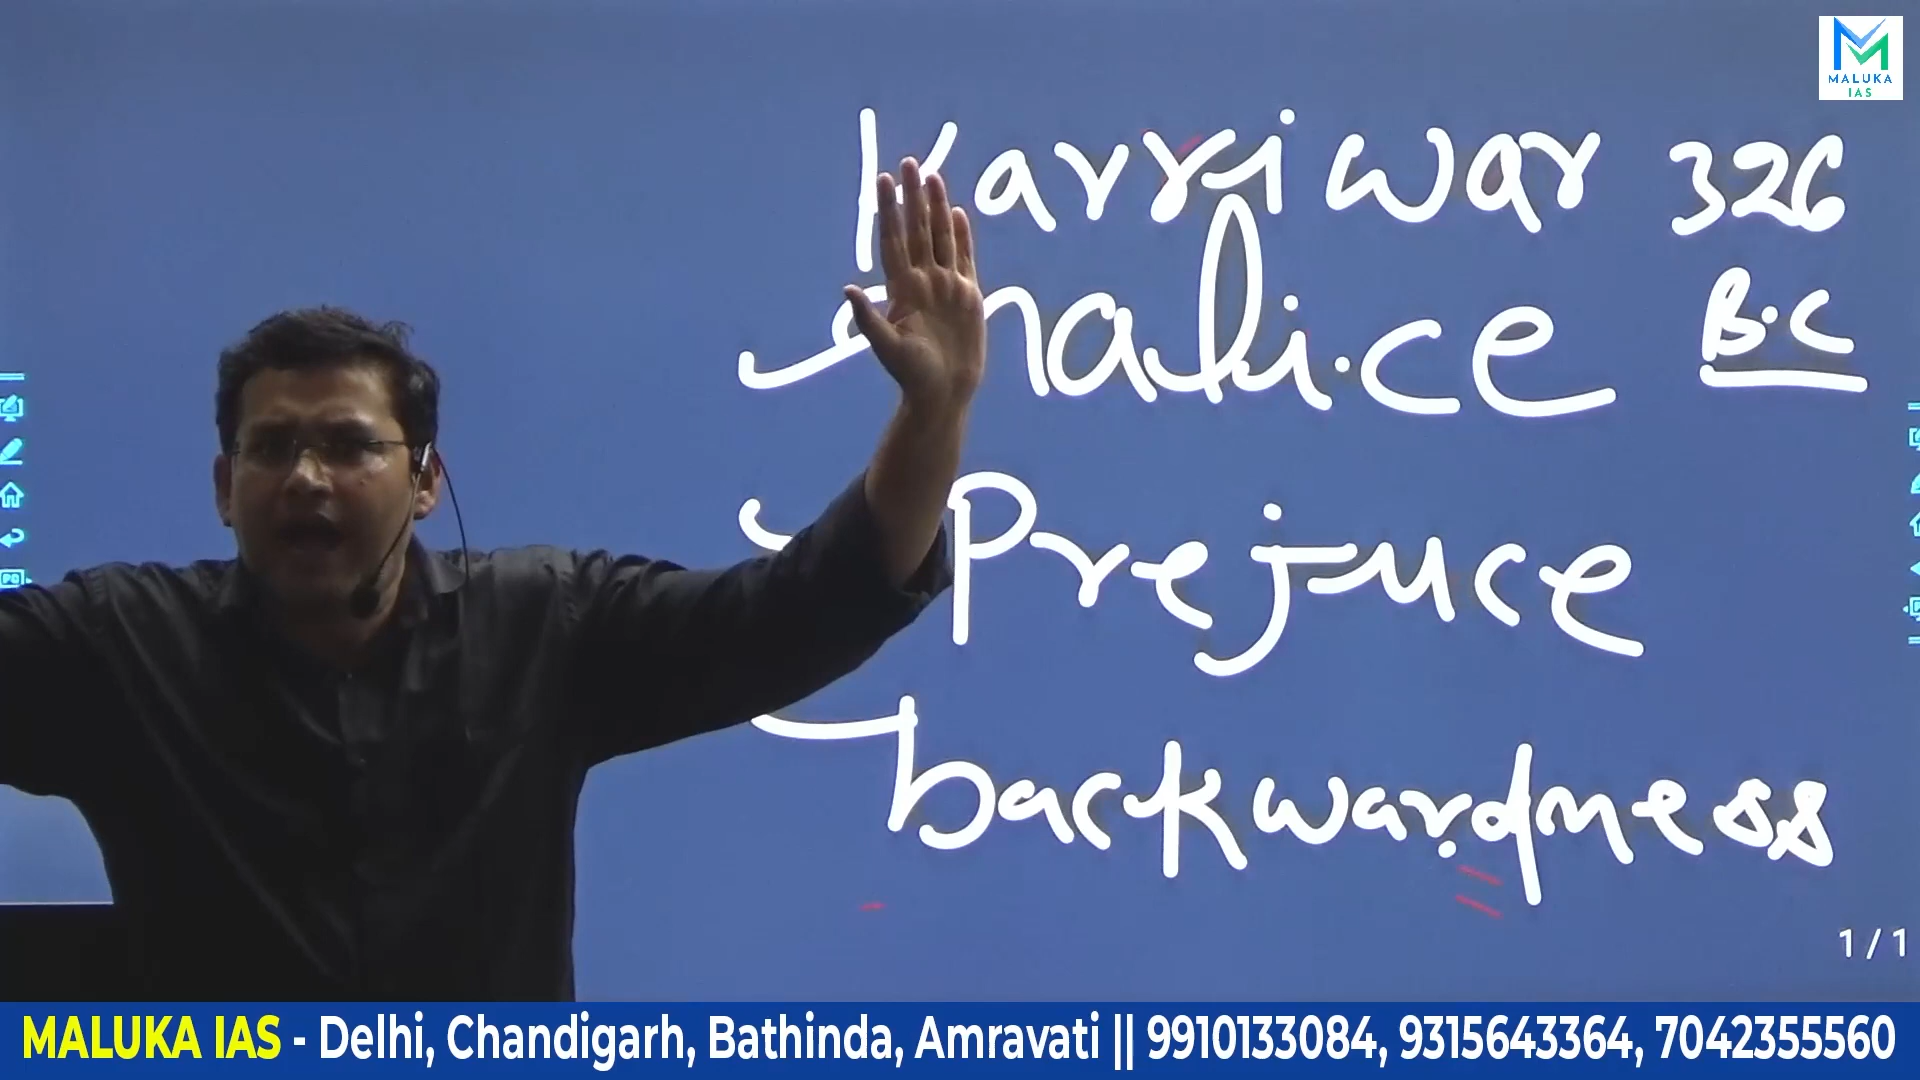 MALUKA
IAS
Karriwar 326
B.C
malice
Prejuce
backwardness
1 / 1
MALUKA IAS - Delhi, Chandigarh, Bathinda, Amravati || 9910133084, 9315643364, 7042355560